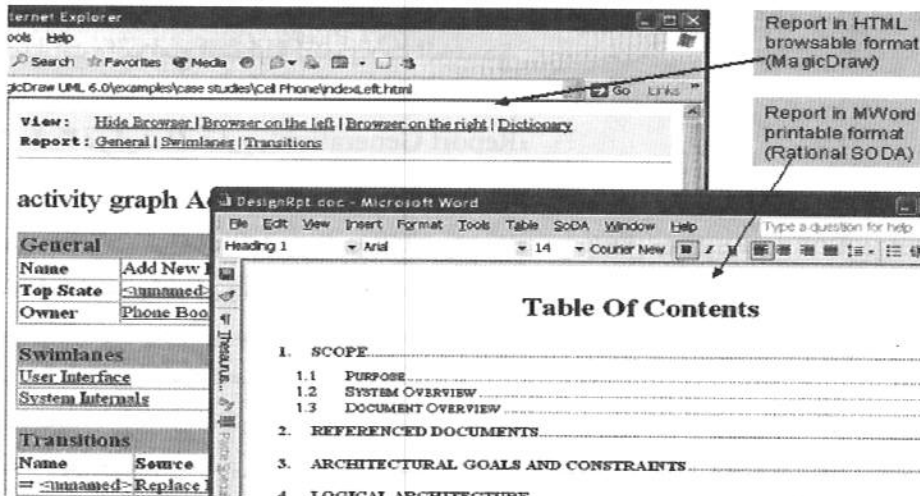 ternet Explorer
ools Help
Search Favorites Media
gicDraw UML 6.0\examples\case studies\Cell Phone\indexLeft.html
Go Links »
View: Hide Browser | Browser on the left | Browser on the right | Dictionary
Report: General | Swimlanes | Transitions
activity graph A
General
Name Add New
Top State <unnamed>
Owner Phone Boo
Swimlanes
User Interface
System Internals
Transitions
Name Source
<unnamed> Replace
Report in HTML
browsable format
(MagicDraw)
Report in MWord
printable format
(Rational SODA)
DesignRpt.doc - Microsoft Word
File Edit View Insert Format Tools Table SoDA Window Help
Type a question for help
Heading 1 Arial 14 Courier New B I U
Thesaurus...
Table Of Contents
1. SCOPE
1.1 PURPOSE
1.2 SYSTEM OVERVIEW
1.3 DOCUMENT OVERVIEW
2. REFERENCED DOCUMENTS
3. ARCHITECTURAL GOALS AND CONSTRAINTS
4. LOGICAL ARCHITECTURE